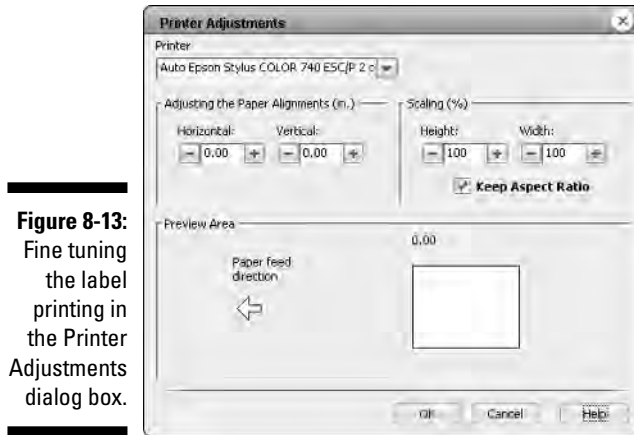 Printer Adjustments
Printer
Auto Epson Stylus COLOR 740 ESC/P 2 c
Adjusting the Paper Alignments (in.)
Scaling (%)
Horizontal: Vertical:
Height: Width:
- 0.00 + - 0.00 +
- 100 + - 100 +
Keep Aspect Ratio
Preview Area
0.00
Paper feed
direction
OK Cancel Help
Figure 8-13:
Fine tuning
the label
printing in
the Printer
Adjustments
dialog box.